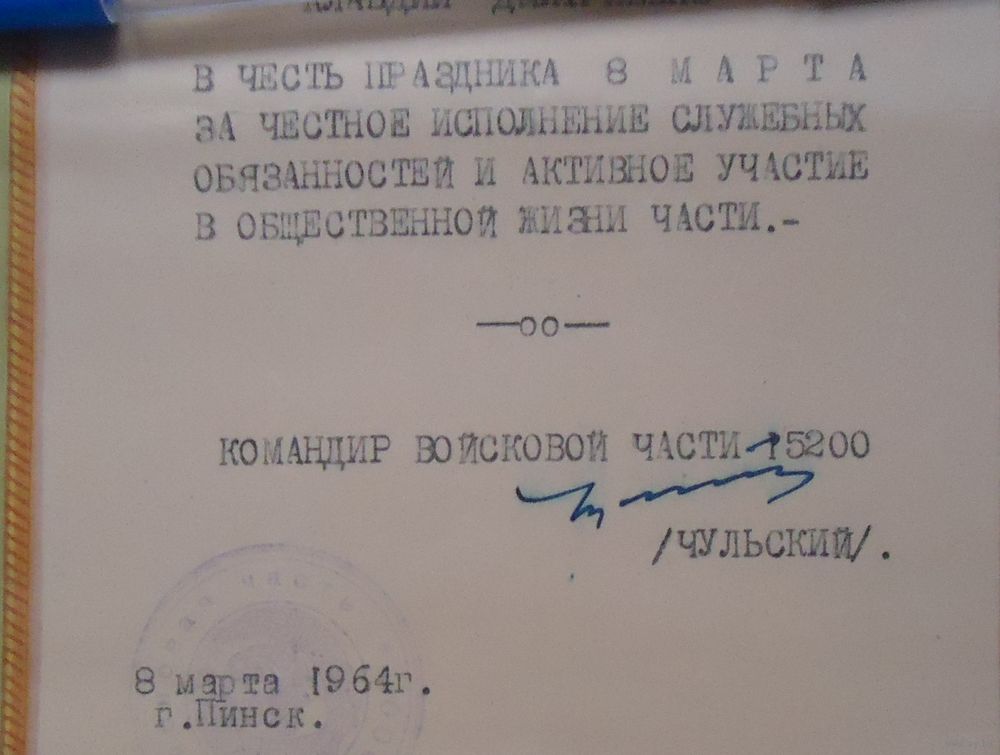 В ЧЕСТЬ ПРАЗДНИКА 8 М А Р Т А
ЗА ЧЕСТНОЕ ИСПОЛНЕНИЕ СЛУЖЕБНЫХ
ОБЯЗАННОСТЕЙ И АКТИВНОЕ УЧАСТИЕ
В ОБЩЕСТВЕННОЙ ЖИЗНИ ЧАСТИ.-
—оо—
КОМАНДИР ВОЙСКОВОЙ ЧАСТИ 15200
/ЧУЛЬСКИЙ/.
8 марта 1964г.
г.Пинск.